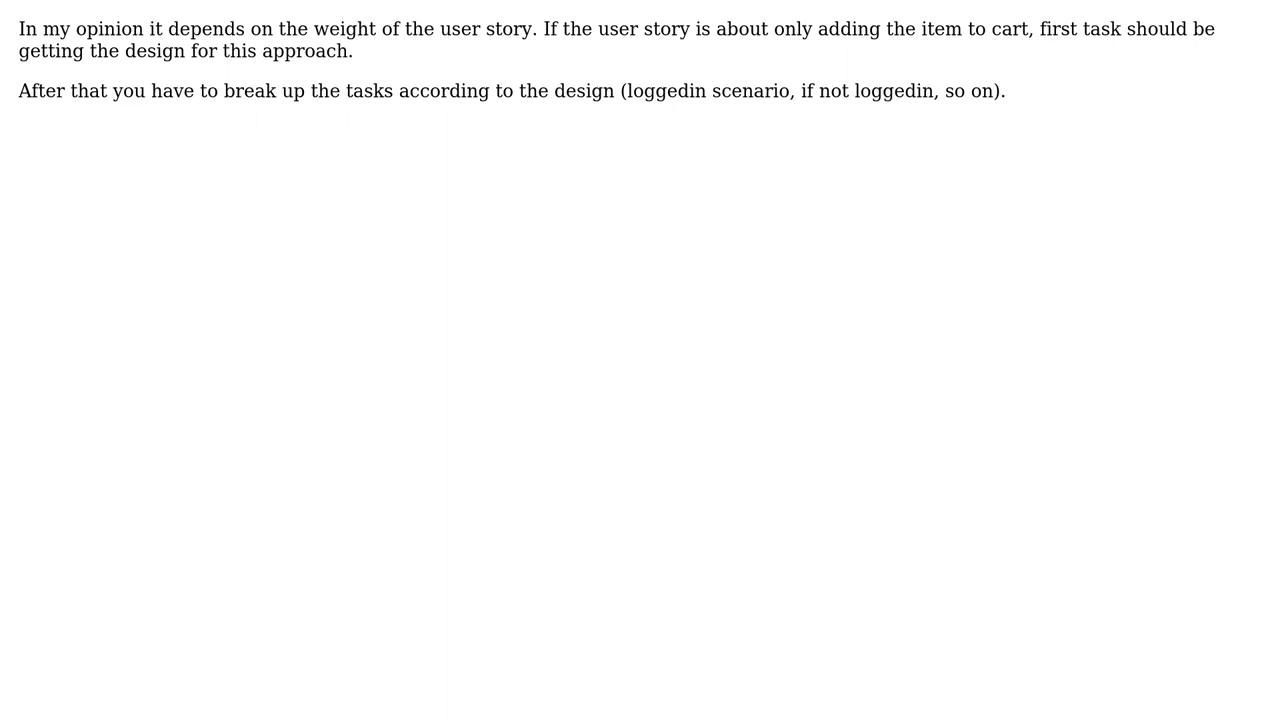 In my opinion it depends on the weight of the user story. If the user story is about only adding the item to cart, first task should be
getting the design for this approach.
After that you have to break up the tasks according to the design (loggedin scenario, if not loggedin, so on).